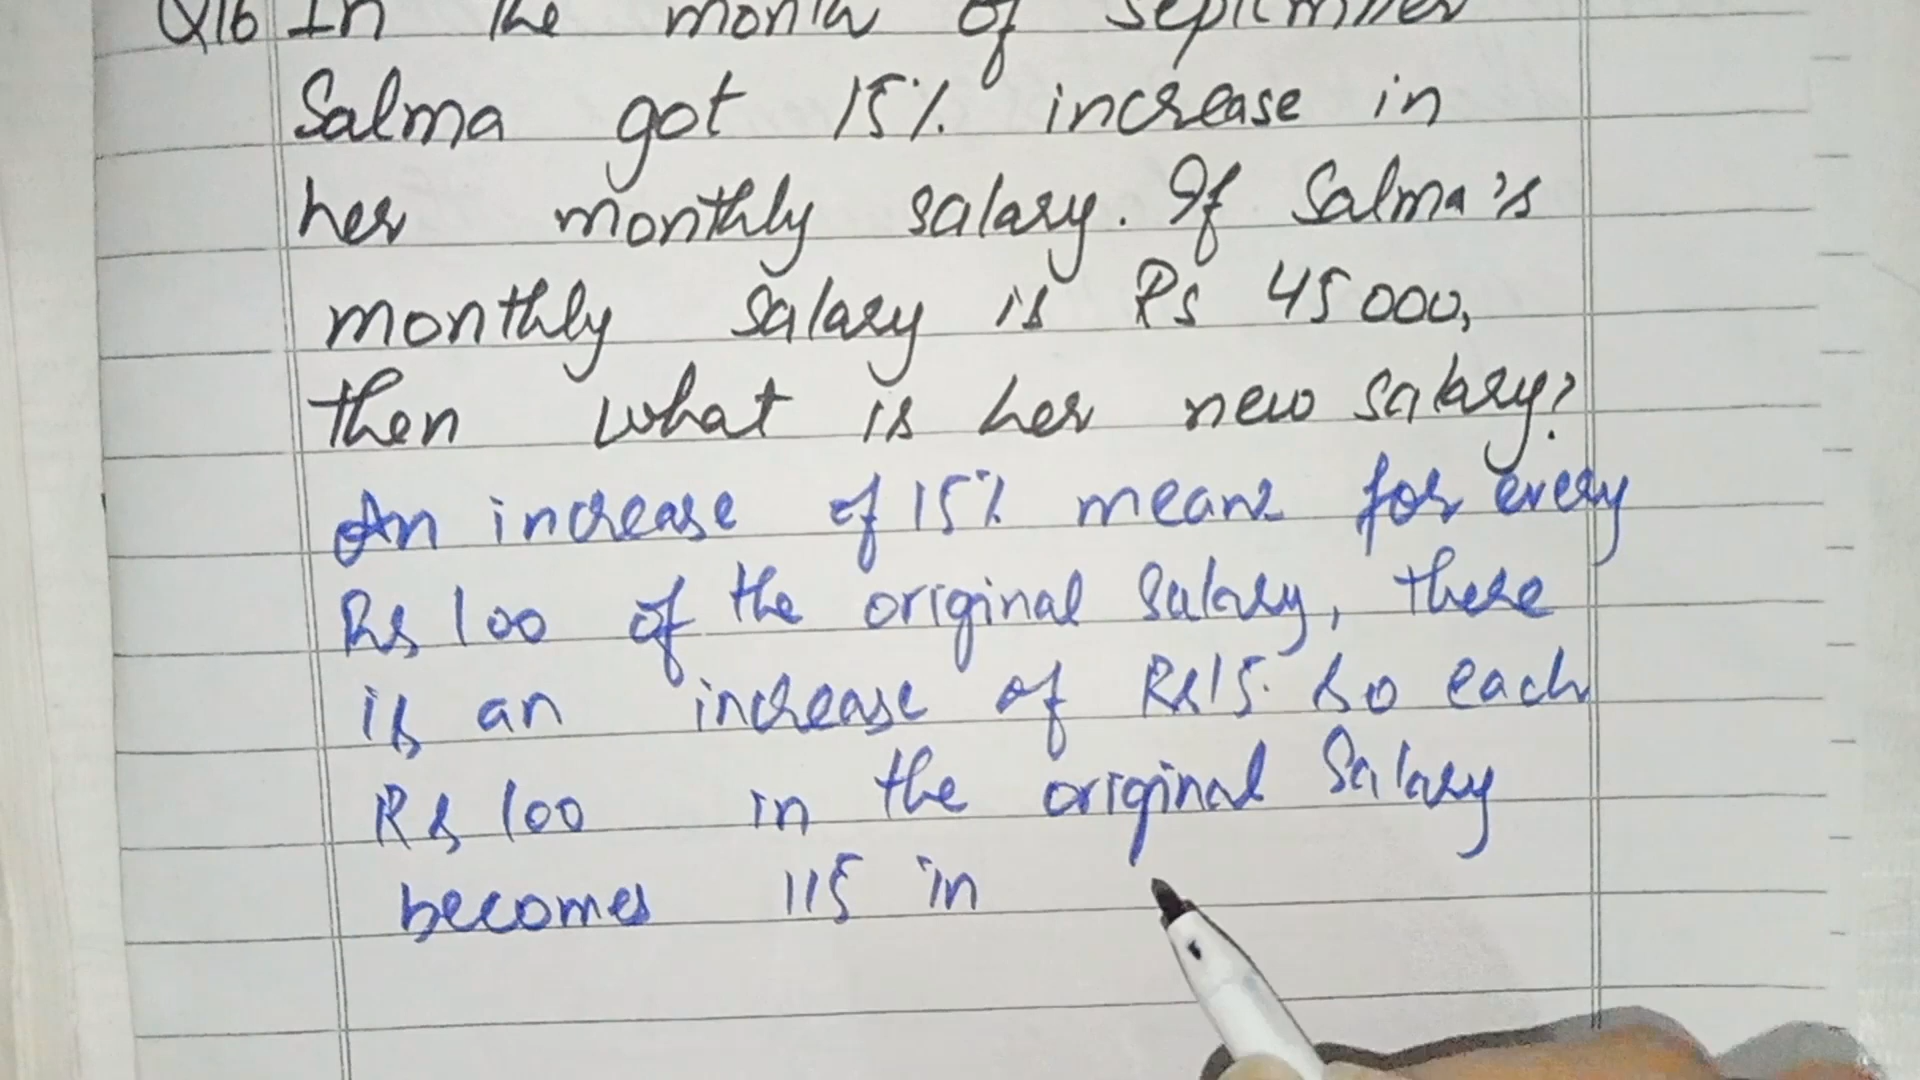 Q16 In the month of September
Salma got 15% increase in
her monthly salary. If Salma's
monthly salary is Rs 45000,
then what is her new salary?
An increase of 15% means for every
Rs 100 of the original salary, there
is an increase of Rs15. So each
Rs 100 in the original Salary
becomes 115 in